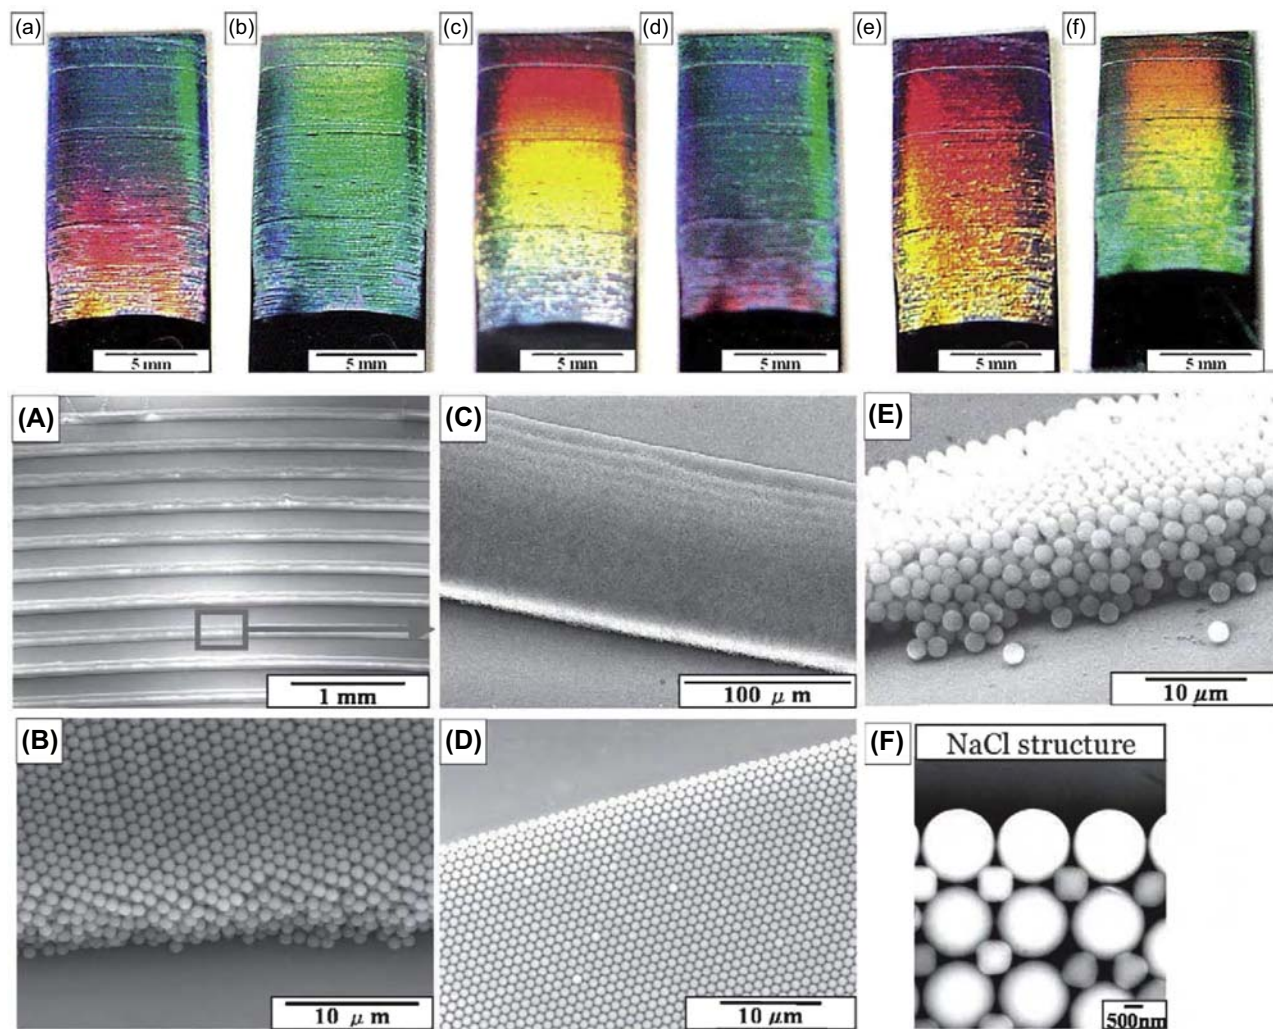 (a)
(b)
(c)
(d)
(e)
(f)
5 mm
5 mm
5 mm
5 mm
5 mm
5 mm
(A)
(C)
(E)
1 mm
100 μ m
10 μm
(B)
(D)
(F)
NaCl structure
10 μ m
10 μ m
500nm